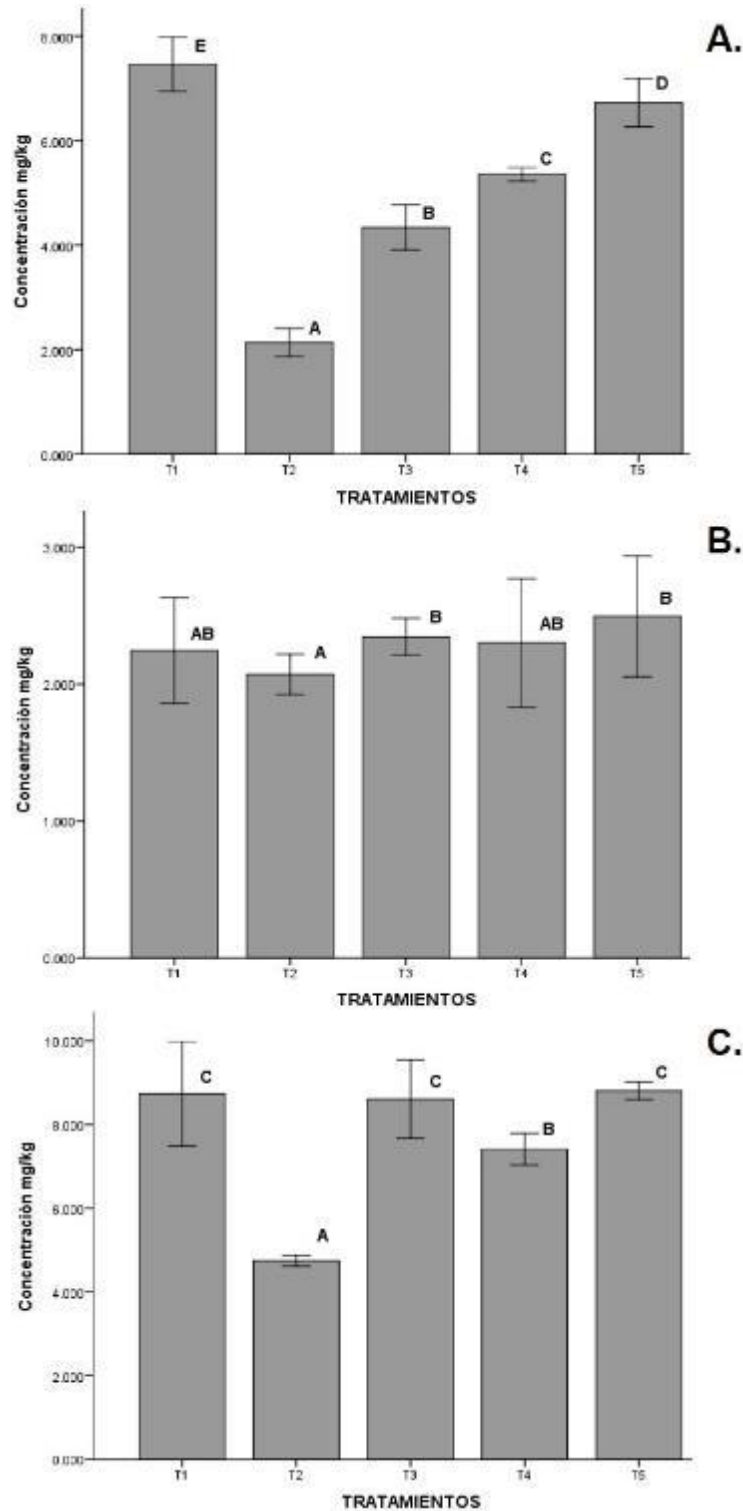 A.
8.000
E
D
6.000
C
B
4.000
A
2.000
0.000
T1 T2 T3 T4 T5
Concentración mg/kg
TRATAMIENTOS
B.
3.000
AB A B AB B
2.000
1.000
0.000
T1 T2 T3 T4 T5
Concentración mg/kg
TRATAMIENTOS
C.
10.000
C C C
B
8.000
6.000
A
4.000
2.000
0.000
T1 T2 T3 T4 T5
Concentración mg/kg
TRATAMIENTOS